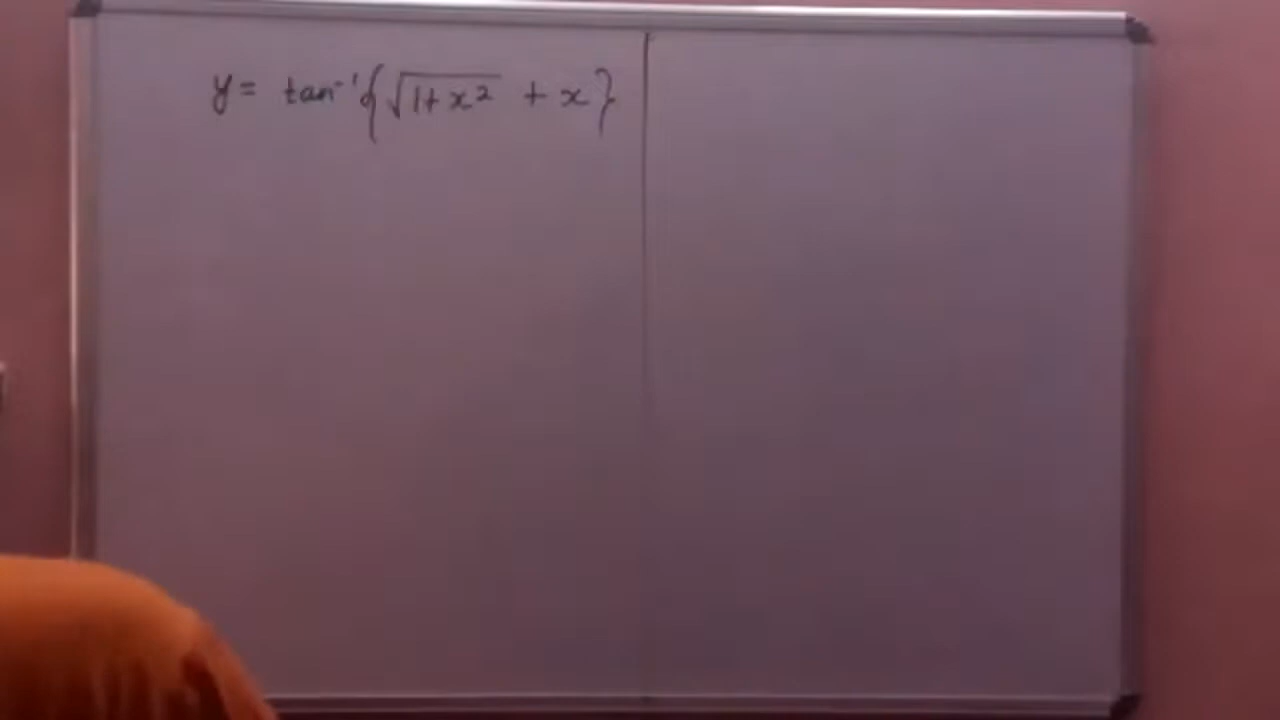 y = tan⁻¹{√1+x² + x}